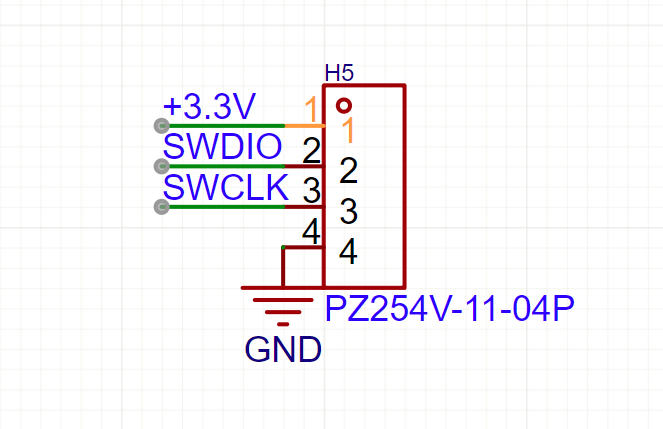 H5
+3.3V 1
1
SWDIO 2
2
SWCLK 3
3
4
4
PZ254V-11-04P
GND